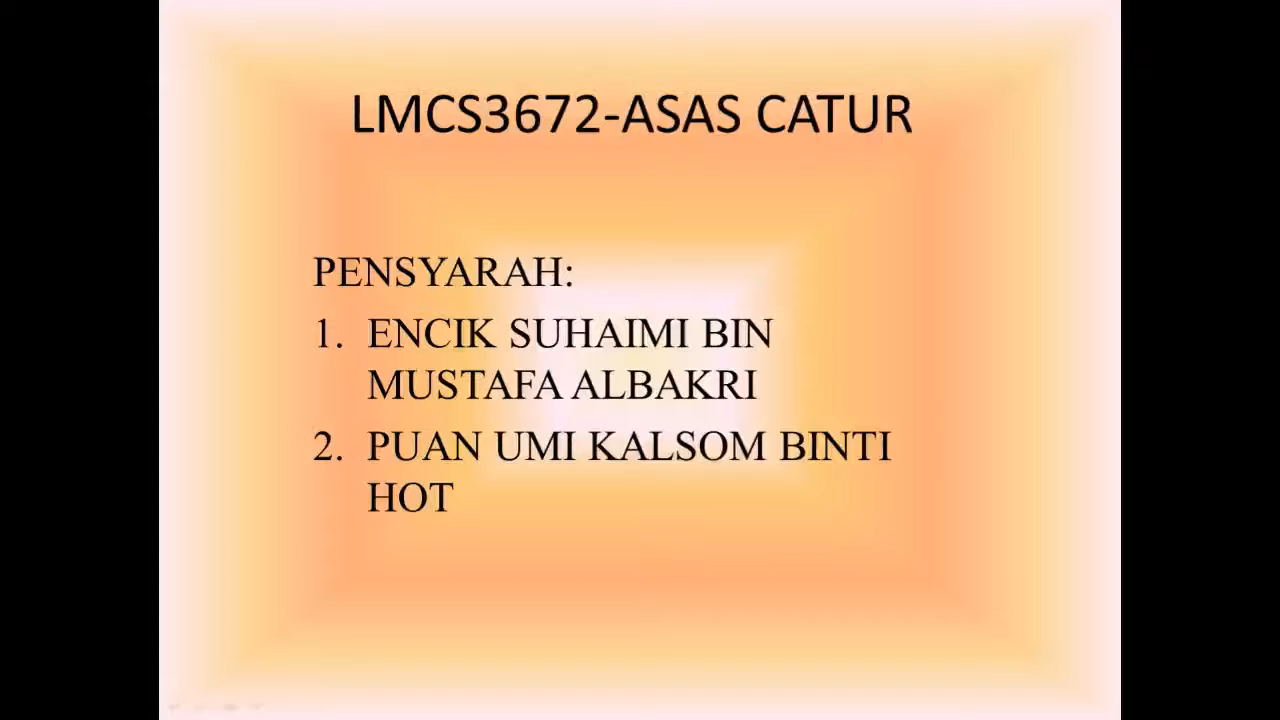 LMCS3672-ASAS CATUR
PENSYARAH:
1. ENCIK SUHAIMI BIN
MUSTAFA ALBAKRI
2. PUAN UMI KALSOM BINTI
HOT